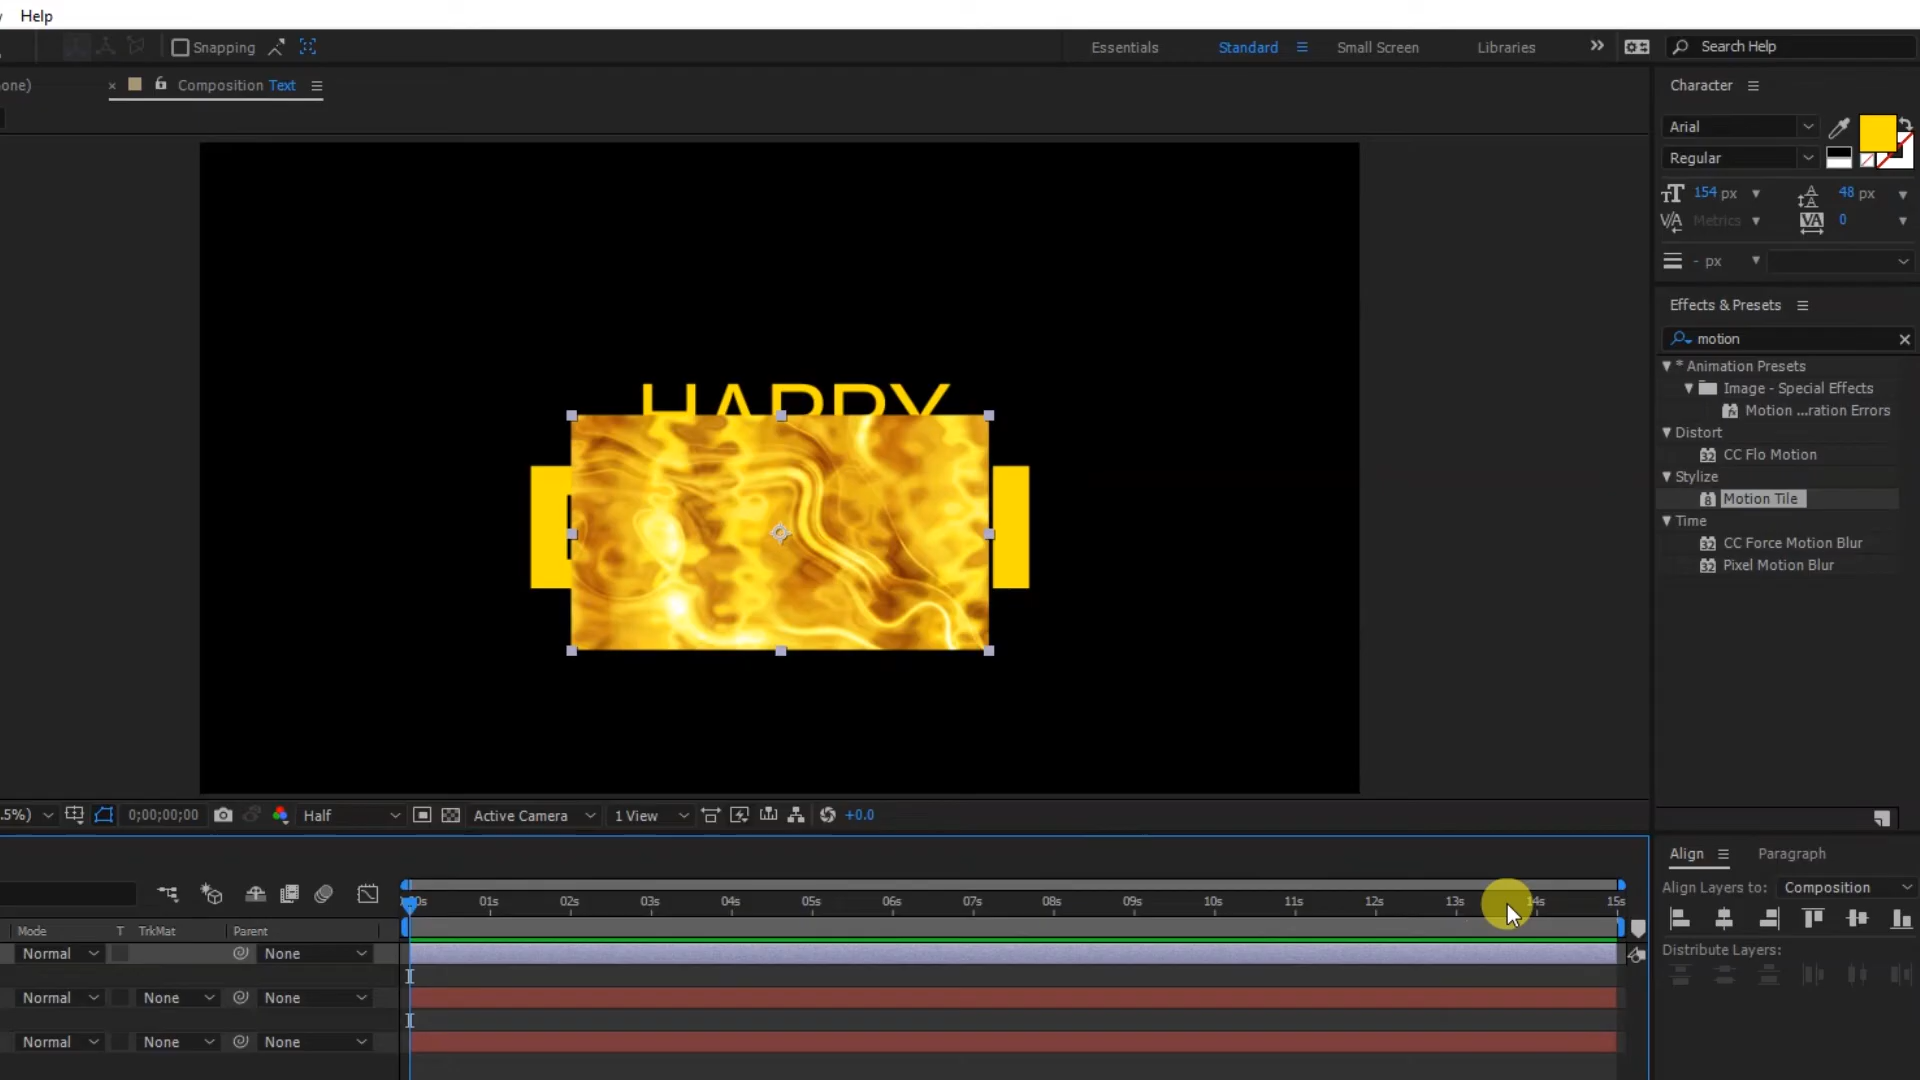 Help
Snapping
Essentials
Standard
Small Screen
Libraries
Search Help
one)
Composition Text
Character
Arial
Regular
154 px
48 px
Metrics
0
- px
Effects & Presets
motion
* Animation Presets
Image - Special Effects
Motion ...ration Errors
Distort
CC Flo Motion
Stylize
Motion Tile
Time
CC Force Motion Blur
Pixel Motion Blur
HAPPY
.5%)
0;00;00;00
Half
Active Camera
1 View
+0.0
Align
Paragraph
Align Layers to:
Composition
Distribute Layers:
:00s 01s 02s 03s 04s 05s 06s 07s 08s 09s 10s 11s 12s 13s 14s 15s
Mode T TrkMat Parent
Normal None
Normal None None
Normal None None